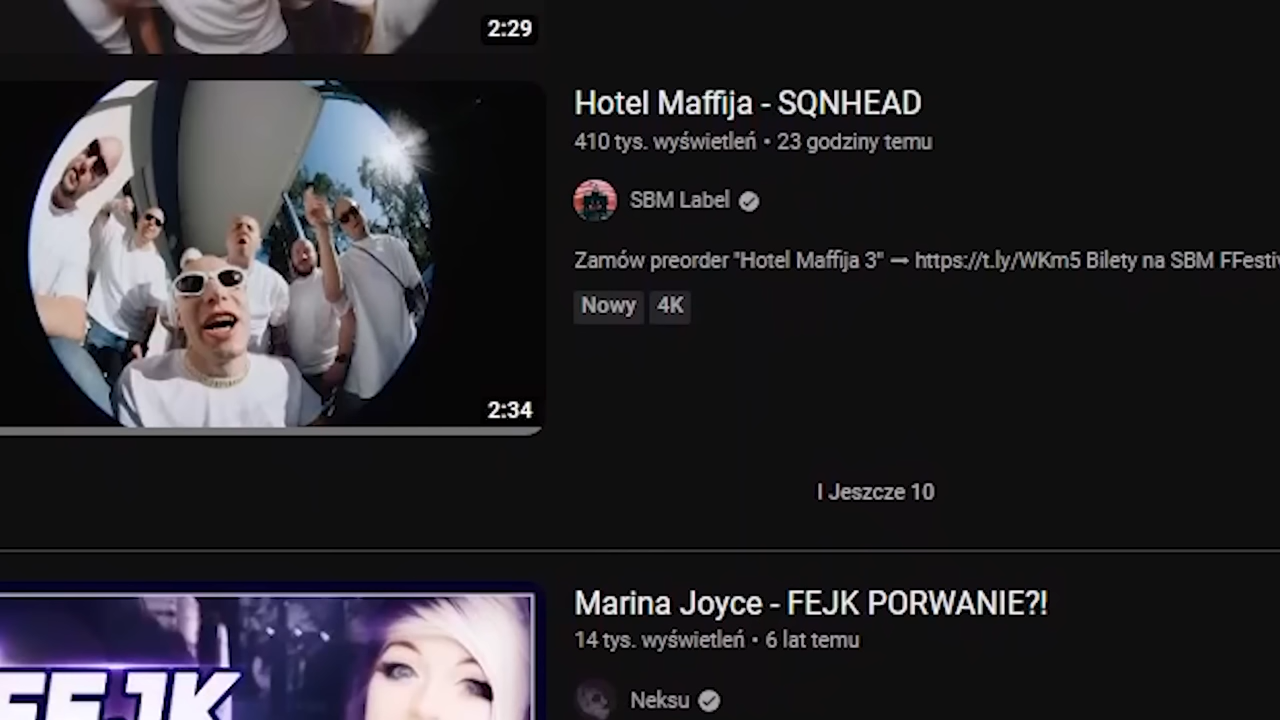 2:29
Hotel Maffija - SQNHEAD
410 tys. wyświetleń • 23 godziny temu
SBM Label
Zamów preorder "Hotel Maffija 3" → https://t.ly/WKm5 Bilety na SBM FFesti
Nowy 4K
2:34
I Jeszcze 10
Marina Joyce - FEJK PORWANIE?!
14 tys. wyświetleń • 6 lat temu
FEJK
Neksu